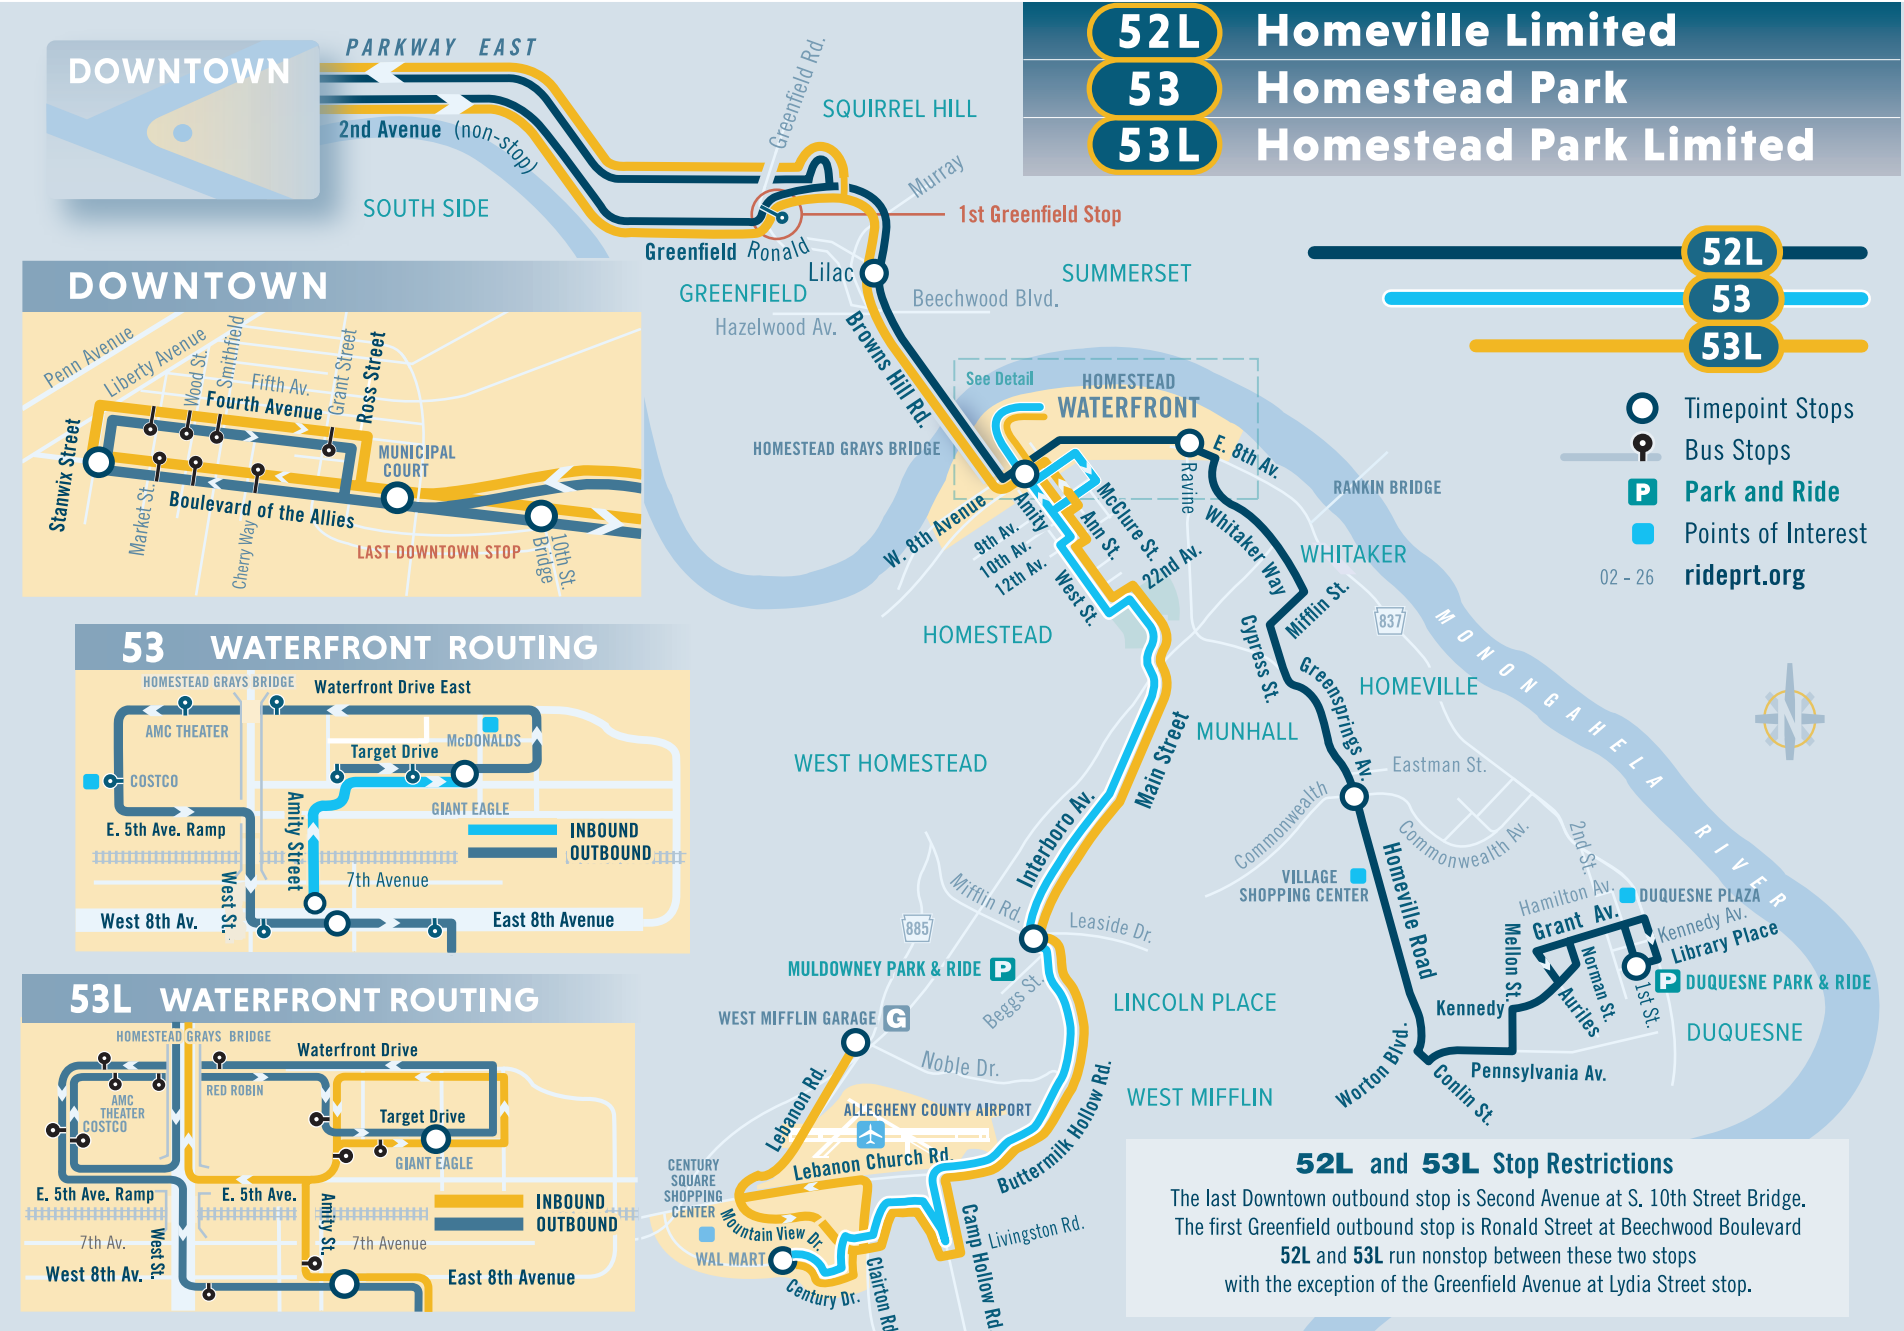 52L Homeville Limited
53 Homestead Park
53L Homestead Park Limited
DOWNTOWN
PARKWAY EAST
2nd Avenue (non-stop)
Greenfield Rd.
SQUIRREL HILL
Murray
SOUTH SIDE
1st Greenfield Stop
Greenfield
Ronald
Lilac
GREENFIELD
SUMMERSET
Beechwood Blvd.
Hazelwood Av.
Browns Hill Rd.
52L
53
53L
Timepoint Stops
Bus Stops
P Park and Ride
Points of Interest
02 - 26 rideprt.org
DOWNTOWN
Penn Avenue
Liberty Avenue
Wood St.
Smithfield
Fifth Av.
Grant Street
Ross Street
Fourth Avenue
Stanwix Street
MUNICIPAL
COURT
Market St.
Boulevard of the Allies
Cherry Way
LAST DOWNTOWN STOP
10th St.
Bridge
See Detail
HOMESTEAD
WATERFRONT
HOMESTEAD GRAYS BRIDGE
E. 8th Av.
Ravine
RANKIN BRIDGE
W. 8th Avenue
Amity
McClure St.
Ann St.
9th Av.
10th Av.
12th Av.
West St.
22nd Av.
Whitaker Way
WHITAKER
Mifflin St.
837
Cypress St.
HOMESTEAD
Greensprings Av.
HOMEVILLE
MONONGAHELA RIVER
N
MUNHALL
WEST HOMESTEAD
Main Street
Eastman St.
Commonwealth
Commonwealth Av.
Interboro Av.
VILLAGE
SHOPPING CENTER
Homeville Road
2nd St.
Hamilton Av.
DUQUESNE PLAZA
Grant Av.
Kennedy Av.
Library Place
Mellon St.
Norman St.
Auriles
1st St.
P DUQUESNE PARK & RIDE
Kennedy
DUQUESNE
Worton Blvd.
Conlin St.
Pennsylvania Av.
Mifflin Rd.
885
Leaside Dr.
MULDOWNEY PARK & RIDE P
Beggs St.
LINCOLN PLACE
WEST MIFFLIN GARAGE G
Noble Dr.
WEST MIFFLIN
Lebanon Rd.
ALLEGHENY COUNTY AIRPORT
Lebanon Church Rd.
Buttermilk Hollow Rd.
CENTURY
SQUARE
SHOPPING
CENTER
Mountain View Dr.
WAL MART
Century Dr.
Clairton Rd
Camp Hollow Rd
Livingston Rd.
53 WATERFRONT ROUTING
HOMESTEAD GRAYS BRIDGE
Waterfront Drive East
AMC THEATER
McDONALDS
Target Drive
COSTCO
GIANT EAGLE
Amity Street
E. 5th Ave. Ramp
INBOUND
OUTBOUND
7th Avenue
West St.
West 8th Av.
East 8th Avenue
53L WATERFRONT ROUTING
HOMESTEAD GRAYS BRIDGE
Waterfront Drive
RED ROBIN
AMC
THEATER
COSTCO
Target Drive
GIANT EAGLE
E. 5th Ave. Ramp
E. 5th Ave.
INBOUND
OUTBOUND
Amity St.
West St.
7th Av.
7th Avenue
West 8th Av.
East 8th Avenue
52L and 53L Stop Restrictions
The last Downtown outbound stop is Second Avenue at S. 10th Street Bridge.
The first Greenfield outbound stop is Ronald Street at Beechwood Boulevard
52L and 53L run nonstop between these two stops
with the exception of the Greenfield Avenue at Lydia Street stop.